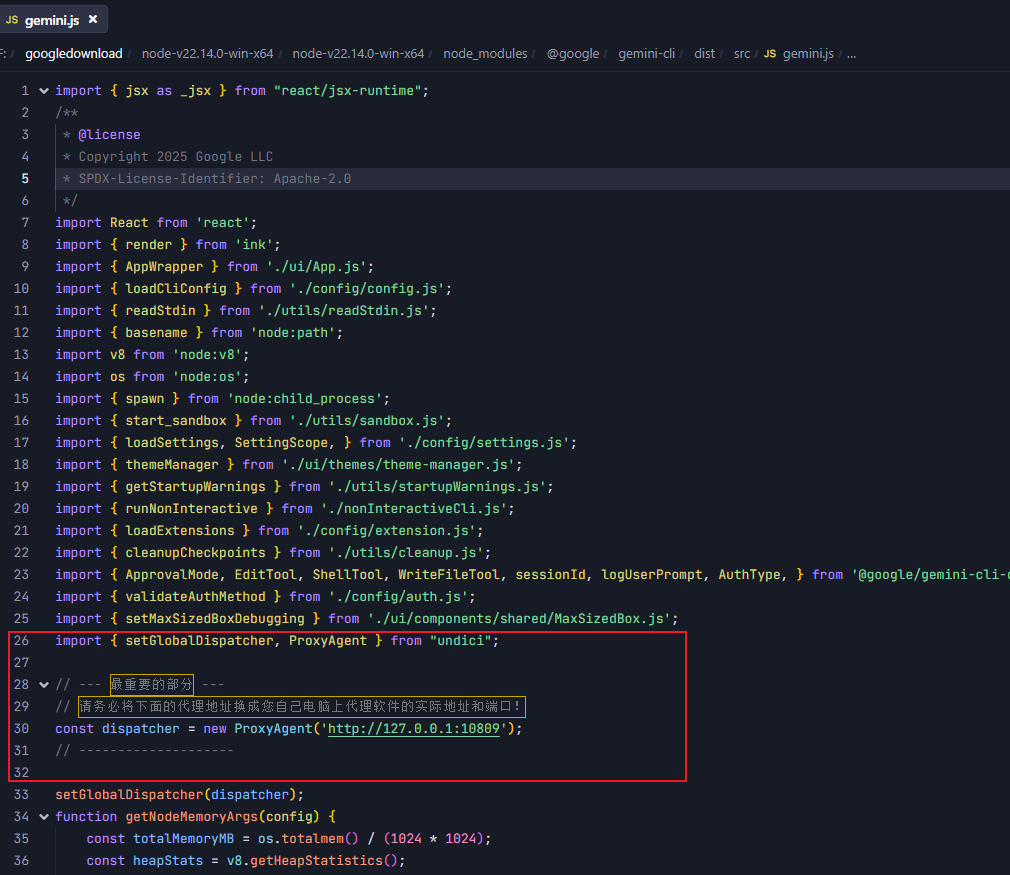 JS gemini.js ×
F: / googledownload / node-v22.14.0-win-x64 / node-v22.14.0-win-x64 / node_modules / @google / gemini-cli / dist / src / JS gemini.js / ...
1 import { jsx as _jsx } from "react/jsx-runtime";
2 /**
3 * @license
4 * Copyright 2025 Google LLC
5 * SPDX-License-Identifier: Apache-2.0
6 */
7 import React from 'react';
8 import { render } from 'ink';
9 import { AppWrapper } from './ui/App.js';
10 import { loadCliConfig } from './config/config.js';
11 import { readStdin } from './utils/readStdin.js';
12 import { basename } from 'node:path';
13 import v8 from 'node:v8';
14 import os from 'node:os';
15 import { spawn } from 'node:child_process';
16 import { start_sandbox } from './utils/sandbox.js';
17 import { loadSettings, SettingScope, } from './config/settings.js';
18 import { themeManager } from './ui/themes/theme-manager.js';
19 import { getStartupWarnings } from './utils/startupWarnings.js';
20 import { runNonInteractive } from './nonInteractiveCli.js';
21 import { loadExtensions } from './config/extension.js';
22 import { cleanupCheckpoints } from './utils/cleanup.js';
23 import { ApprovalMode, EditTool, ShellTool, WriteFileTool, sessionId, logUserPrompt, AuthType, } from '@google/gemini-cli-
24 import { validateAuthMethod } from './config/auth.js';
25 import { setMaxSizedBoxDebugging } from './ui/components/shared/MaxSizedBox.js';
26 import { setGlobalDispatcher, ProxyAgent } from "undici";
27
28 // --- 最重要的部分 ---
29 // 请务必将下面的代理地址换成您自己电脑上代理软件的实际地址和端口！
30 const dispatcher = new ProxyAgent('http://127.0.0.1:10809');
31 // --------------------
32
33 setGlobalDispatcher(dispatcher);
34 function getNodeMemoryArgs(config) {
35 const totalMemoryMB = os.totalmem() / (1024 * 1024);
36 const heapStats = v8.getHeapStatistics();